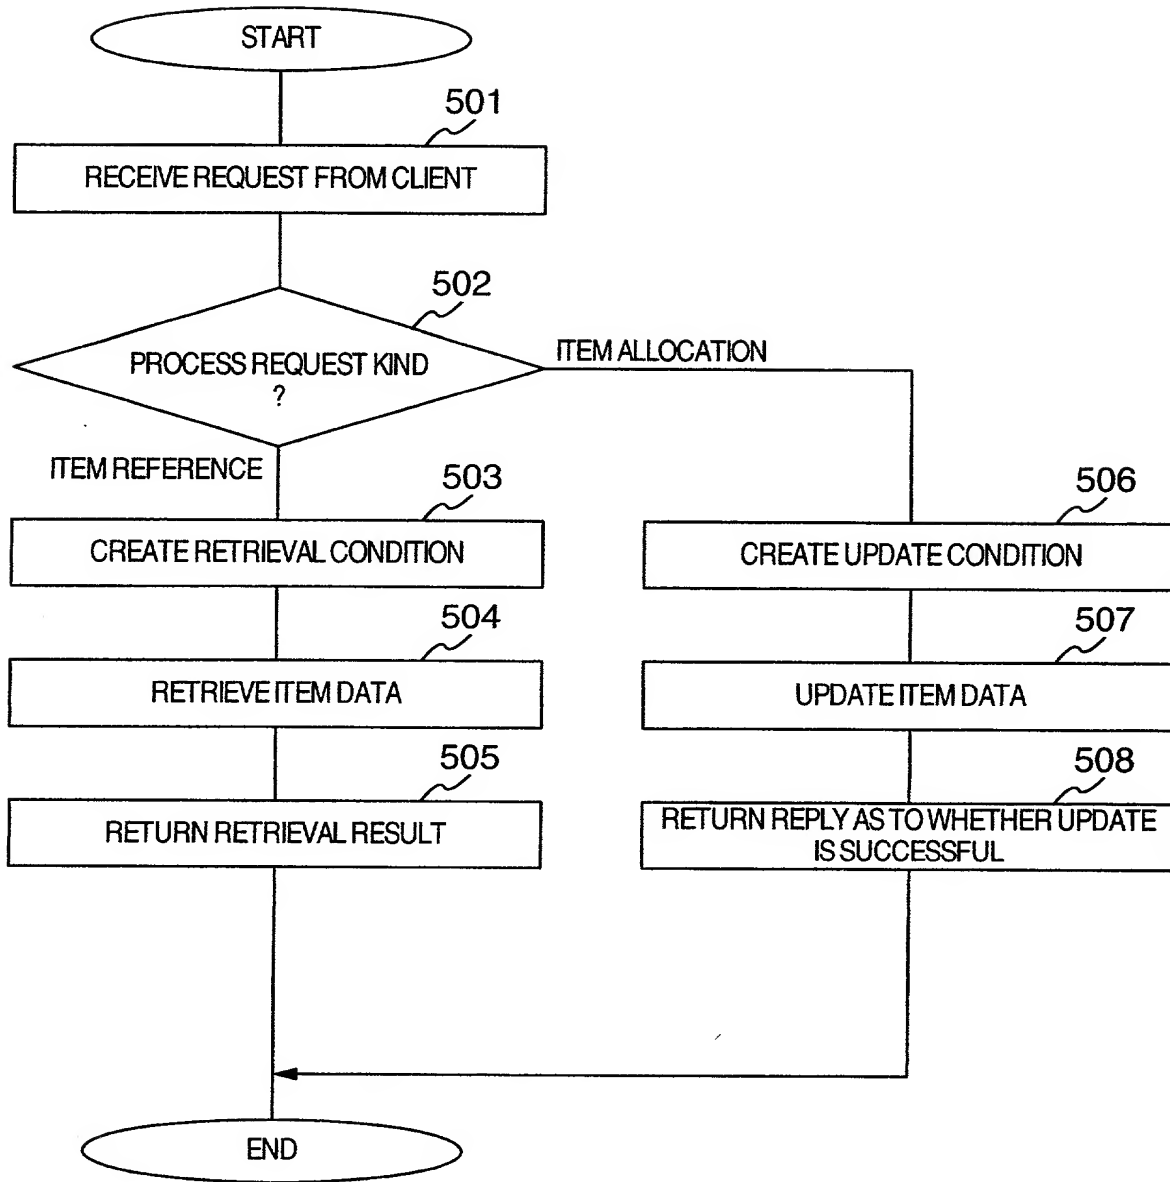 START
501
RECEIVE REQUEST FROM CLIENT
502
PROCESS REQUEST KIND
?
ITEM ALLOCATION
ITEM REFERENCE
503
CREATE RETRIEVAL CONDITION
504
RETRIEVE ITEM DATA
505
RETURN RETRIEVAL RESULT
506
CREATE UPDATE CONDITION
507
UPDATE ITEM DATA
508
RETURN REPLY AS TO WHETHER UPDATE
IS SUCCESSFUL
END